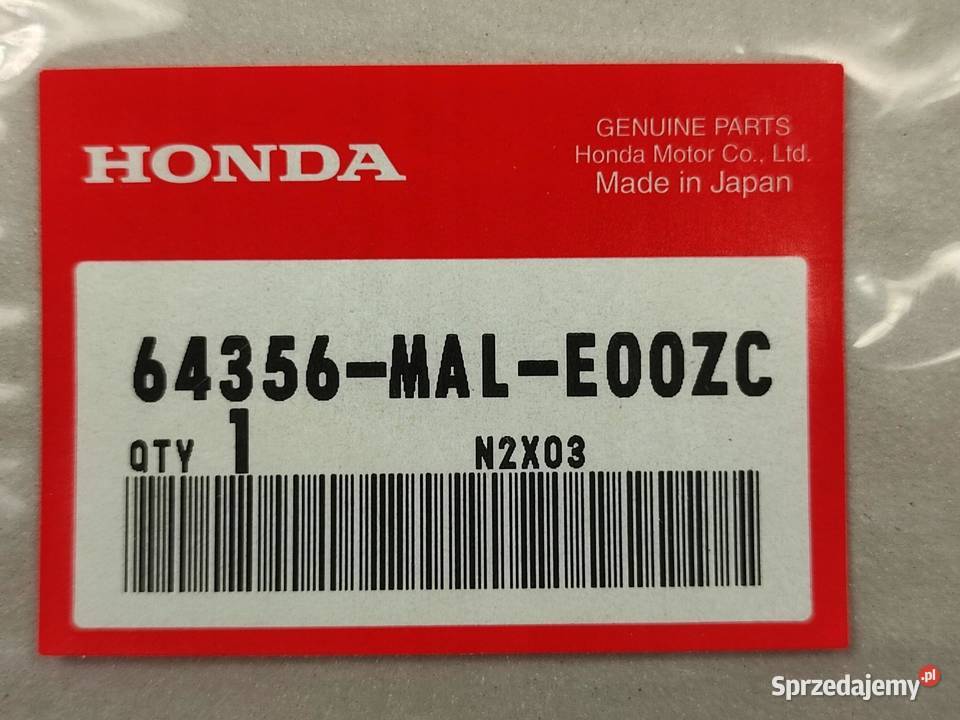 HONDA
GENUINE PARTS
Honda Motor Co., Ltd.
Made in Japan
64356-MAL-E00ZC
QTY 1 N2X03
Sprzedajemy.pl